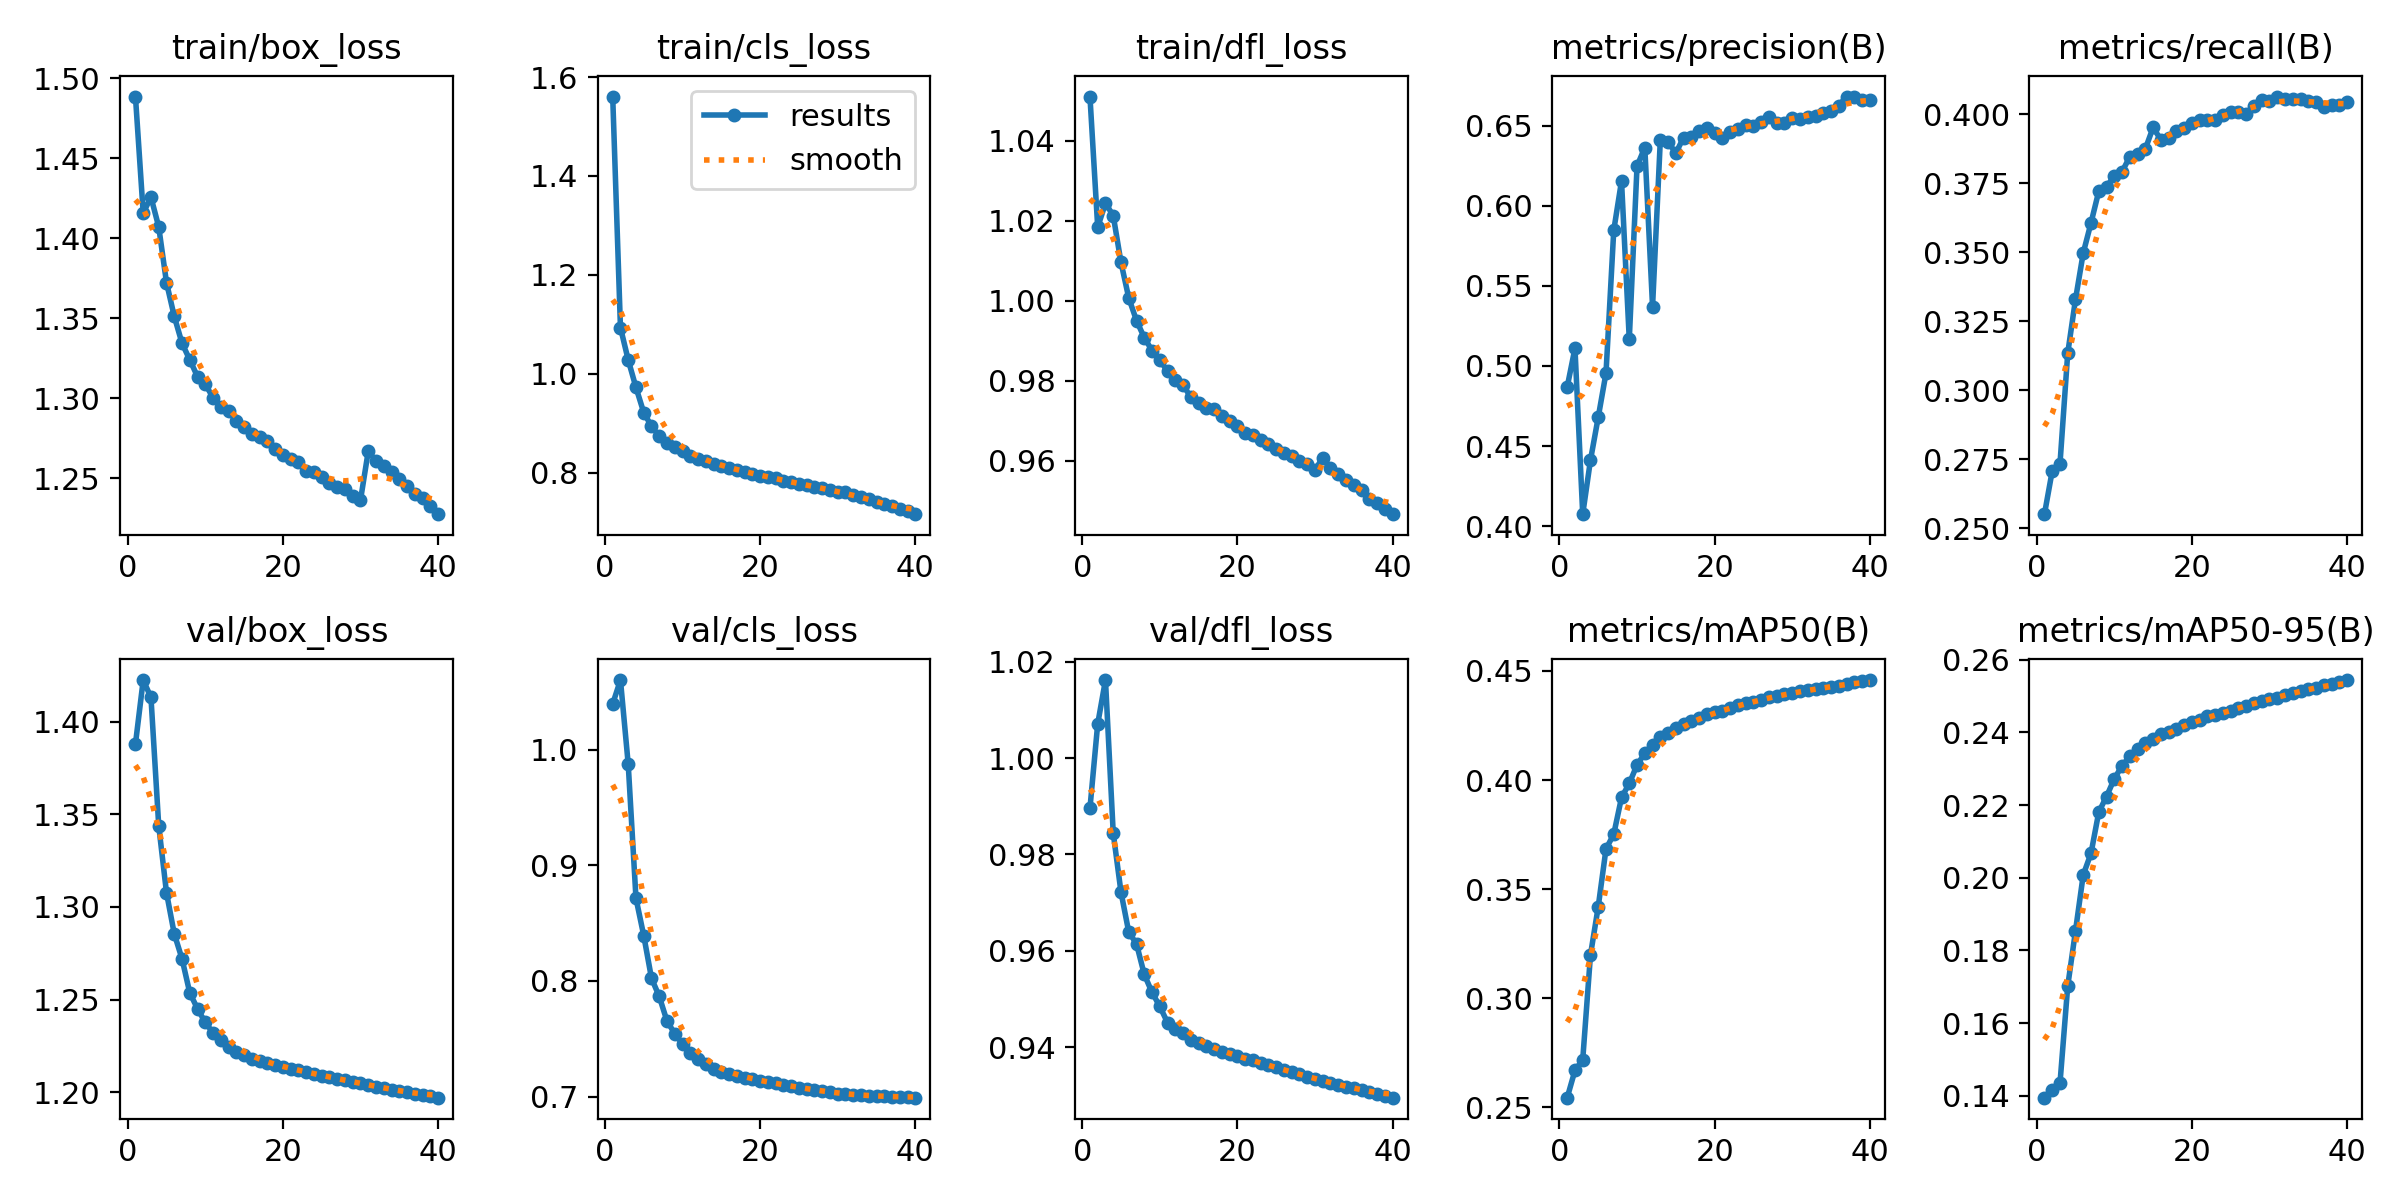 train/box_loss
1.50
1.45
1.40
1.35
1.30
1.25
0 20 40
train/cls_loss
results
smooth
1.6
1.4
1.2
1.0
0.8
0 20 40
train/dfl_loss
1.04
1.02
1.00
0.98
0.96
0 20 40
metrics/precision(B)
0.65
0.60
0.55
0.50
0.45
0.40
0 20 40
metrics/recall(B)
0.400
0.375
0.350
0.325
0.300
0.275
0.250
0 20 40
val/box_loss
1.40
1.35
1.30
1.25
1.20
0 20 40
val/cls_loss
1.0
0.9
0.8
0.7
0 20 40
val/dfl_loss
1.02
1.00
0.98
0.96
0.94
0 20 40
metrics/mAP50(B)
0.45
0.40
0.35
0.30
0.25
0 20 40
metrics/mAP50-95(B)
0.26
0.24
0.22
0.20
0.18
0.16
0.14
0 20 40